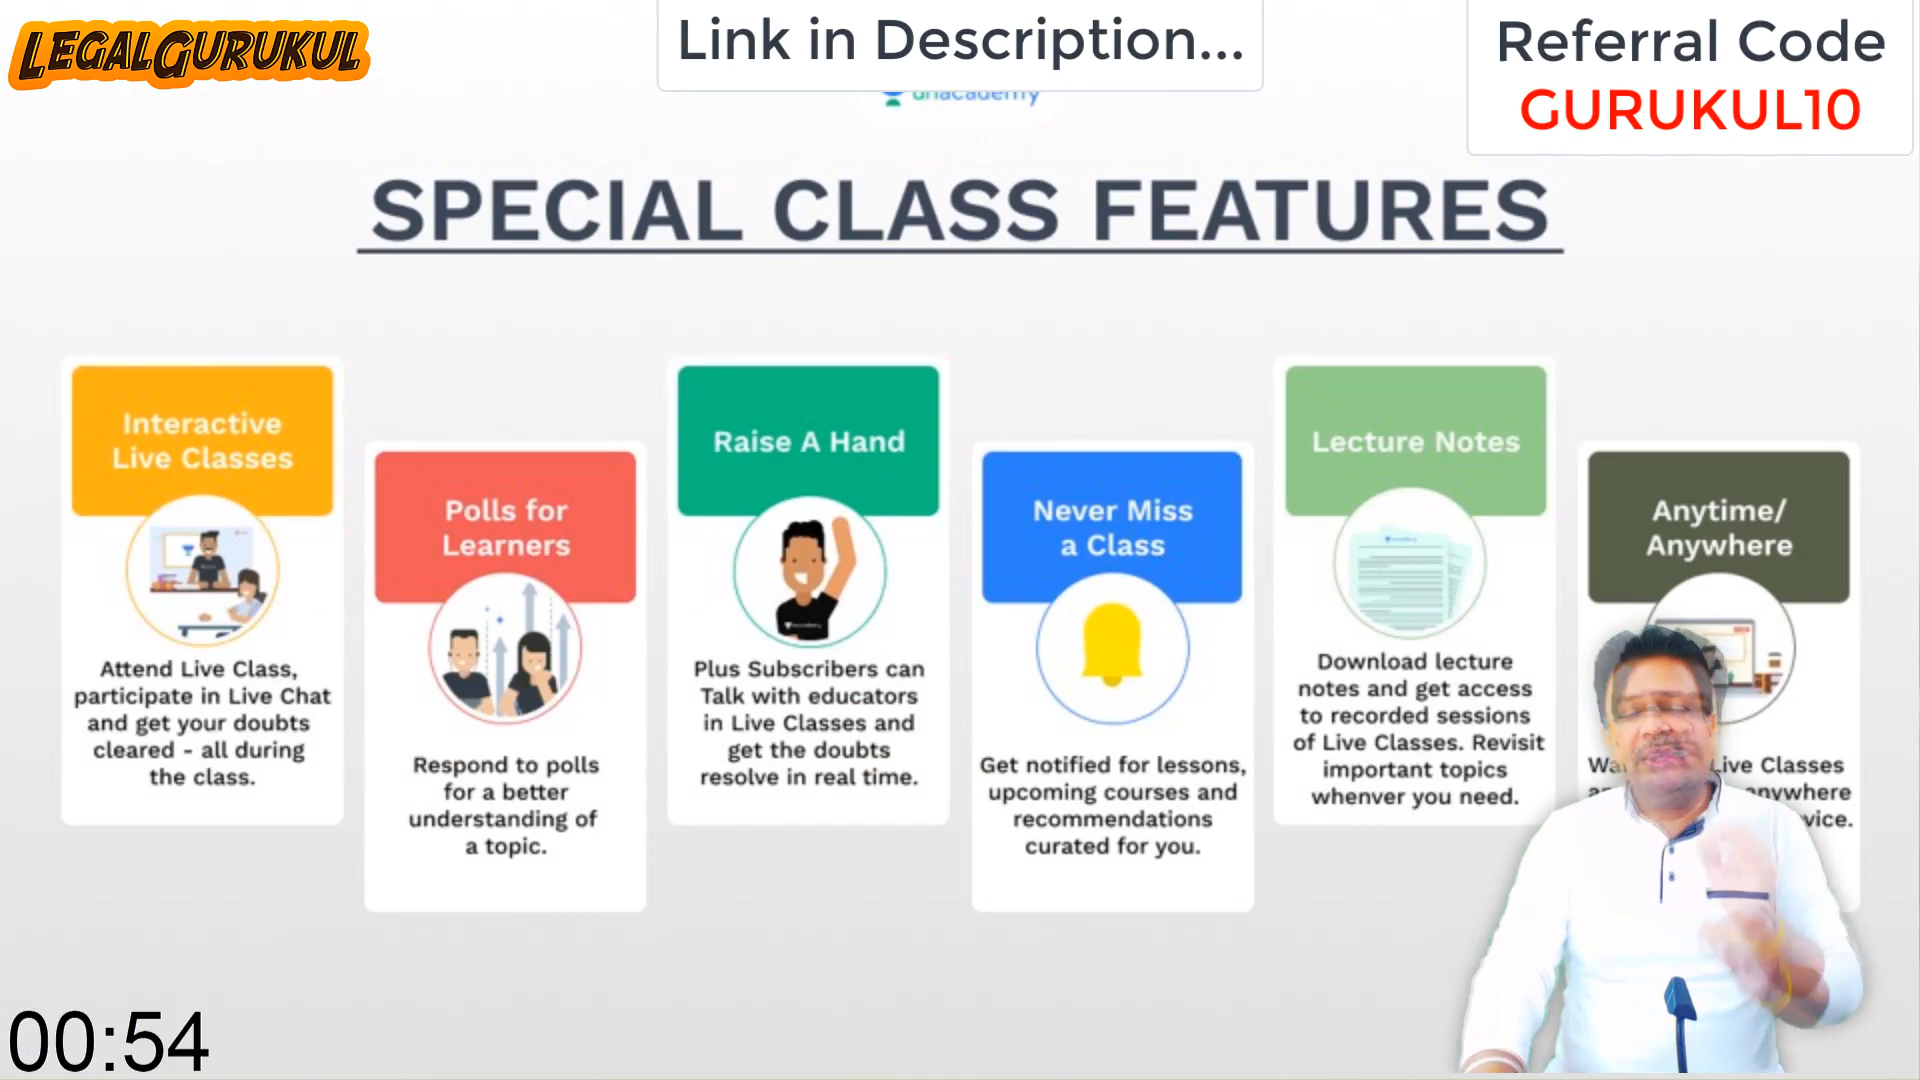 LEGALGURUKUL
Link in Description...
Referral Code
GURUKUL10
unacademy
SPECIAL CLASS FEATURES
Interactive
Live Classes
Attend Live Class,
participate in Live Chat
and get your doubts
cleared - all during
the class.
Polls for
Learners
Respond to polls
for a better
understanding of
a topic.
Raise A Hand
Plus Subscribers can
Talk with educators
in Live Classes and
get the doubts
resolve in real time.
Never Miss
a Class
Get notified for lessons,
upcoming courses and
recommendations
curated for you.
Lecture Notes
Download lecture
notes and get access
to recorded sessions
of Live Classes. Revisit
important topics
whenver you need.
Anytime/
Anywhere
Live Classes
anywhere
00:54